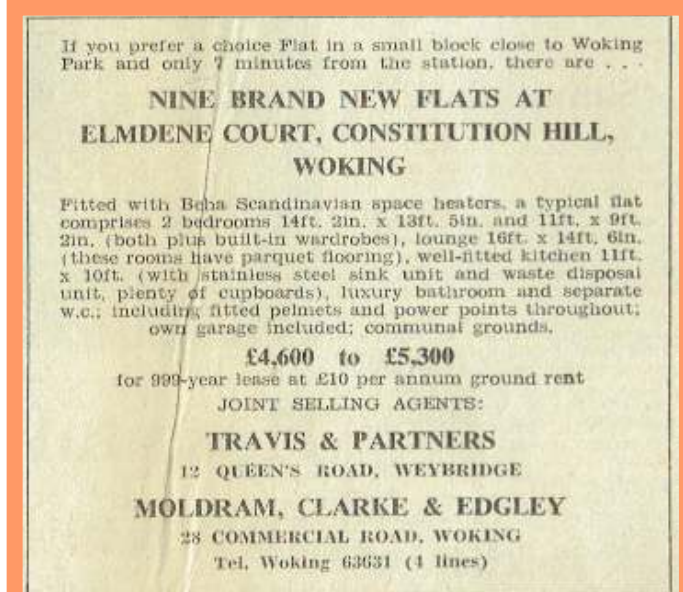 If you prefer a choice Flat in a small block close to Woking
Park and only 7 minutes from the station, there are . . .
NINE BRAND NEW FLATS AT
ELMDENE COURT, CONSTITUTION HILL,
WOKING
Fitted with Beha Scandinavian space heaters, a typical flat
comprises 2 bedrooms 14ft. 2in. x 13ft. 5in. and 11ft. x 9ft.
2in. (both plus built-in wardrobes), lounge 16ft. x 14ft. 6in.
(these rooms have parquet flooring), well-fitted kitchen 11ft.
x 10ft. (with stainless steel sink unit and waste disposal
unit, plenty of cupboards), luxury bathroom and separate
w.c.; including fitted pelmets and power points throughout;
own garage included; communal grounds.
£4,600 to £5,300
for 999-year lease at £10 per annum ground rent
JOINT SELLING AGENTS:
TRAVIS & PARTNERS
12 QUEEN'S ROAD, WEYBRIDGE
MOLDRAM, CLARKE & EDGLEY
28 COMMERCIAL ROAD, WOKING
Tel. Woking 63631 (4 lines)